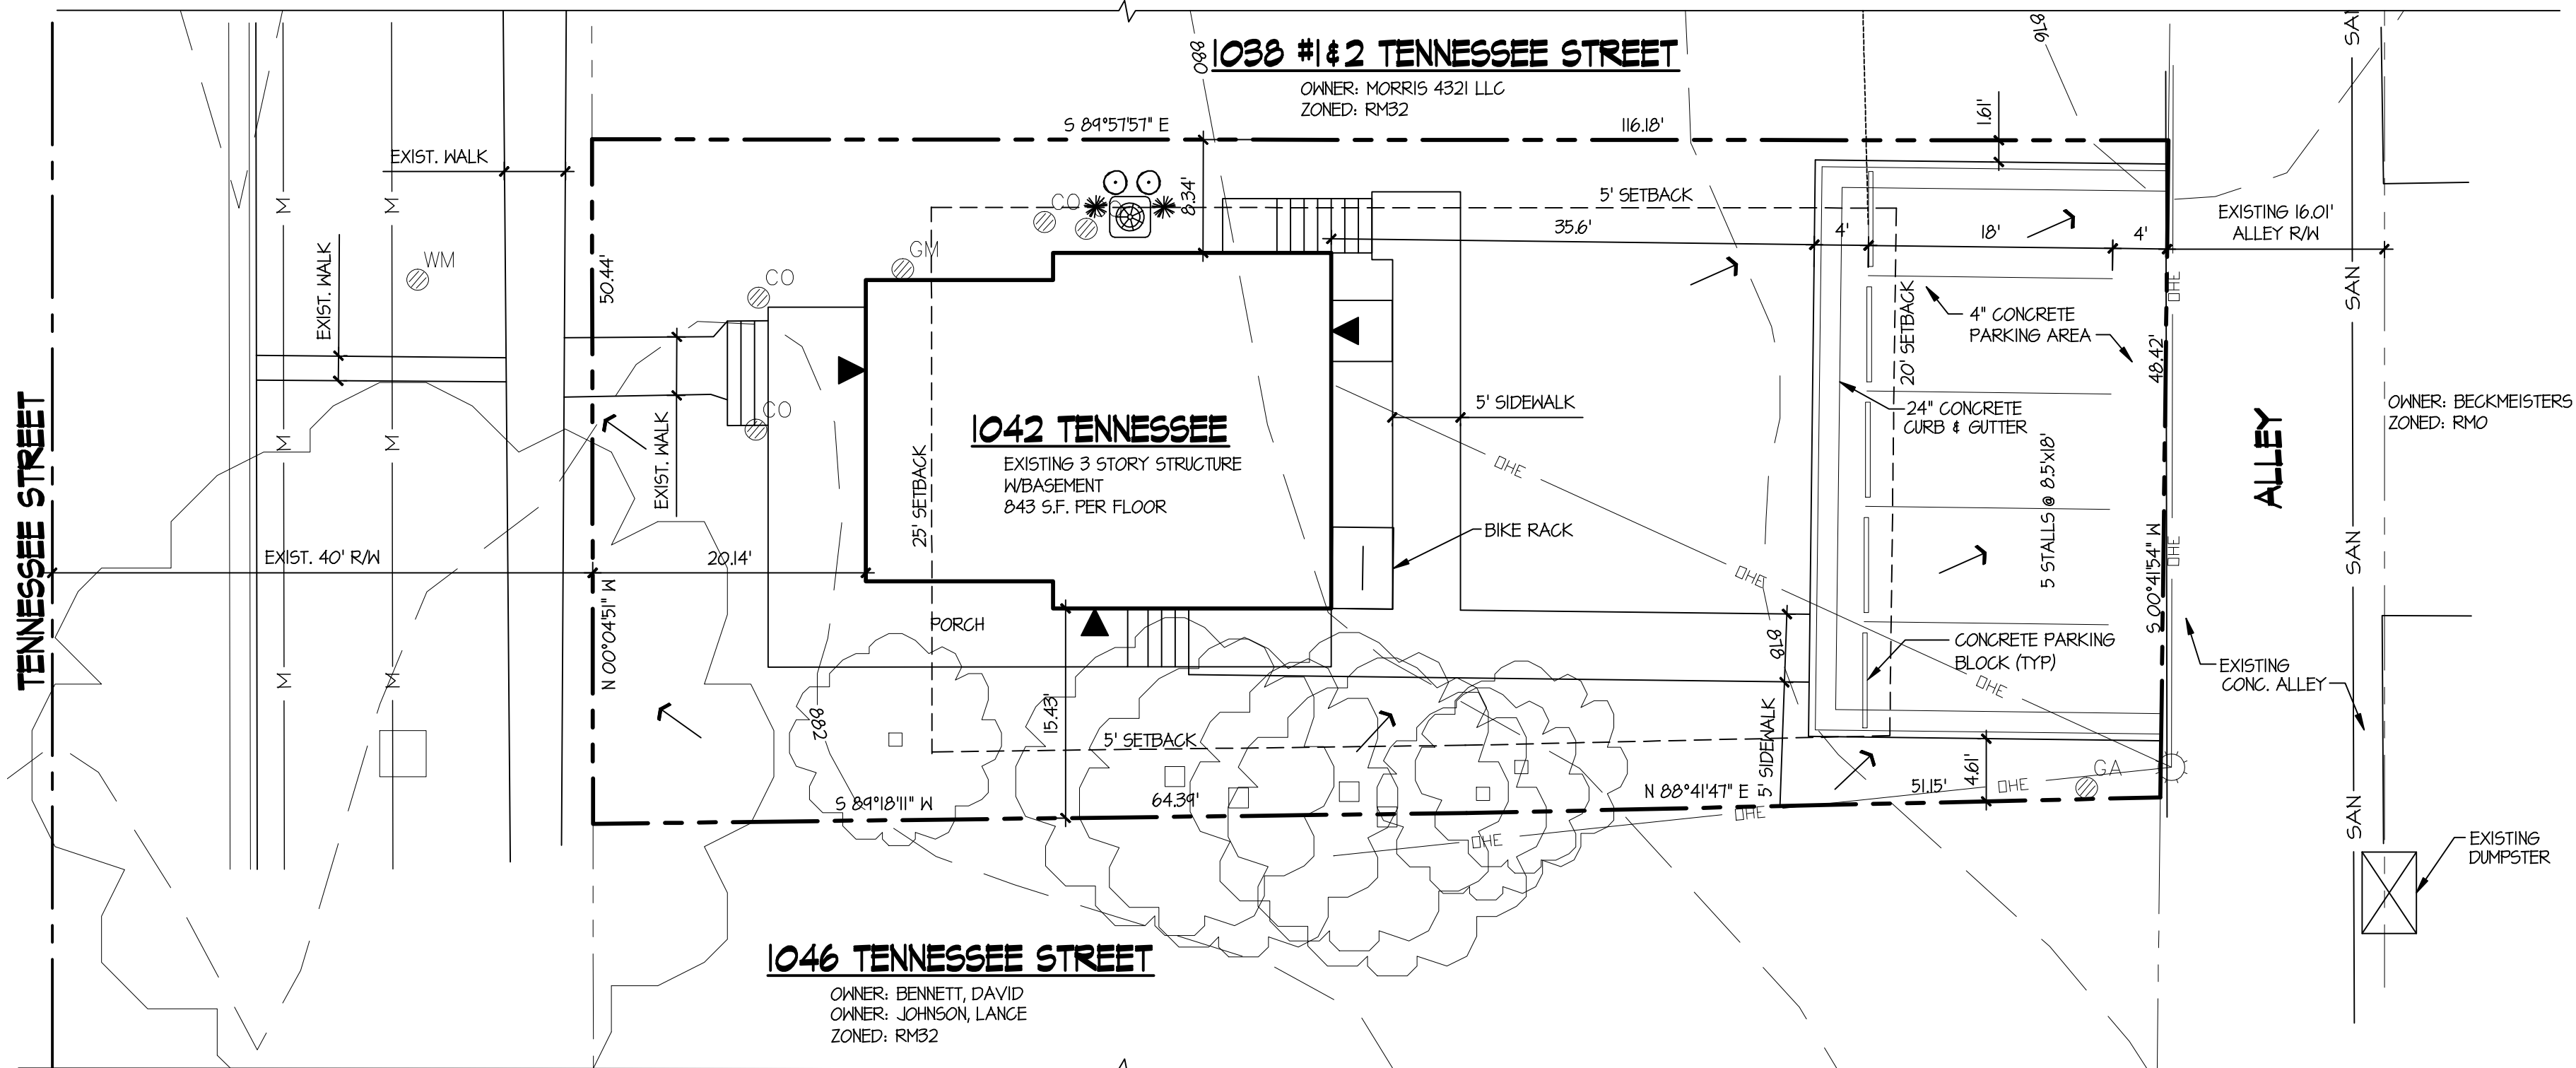 1038 #1&2 TENNESSEE STREET
OWNER: MORRIS 4321 LLC
ZONED: RM32
880
876
SAN
S 89°57'57" E
116.18'
1.61'
EXIST. WALK
W
W
CO
8.34'
5' SETBACK
35.6'
4'
18'
4'
EXISTING 16.01'
ALLEY R/W
WM
GM
CO
50.44'
EXIST. WALK
OHE
SAN
4" CONCRETE
PARKING AREA
20' SETBACK
48.42'
TENNESSEE STREET
W
W
CO
EXIST. WALK
1042 TENNESSEE
EXISTING 3 STORY STRUCTURE
W/BASEMENT
843 S.F. PER FLOOR
25' SETBACK
5' SIDEWALK
24" CONCRETE
CURB & GUTTER
OWNER: BECKMEISTERS
ZONED: RMO
ALLEY
OHE
BIKE RACK
5 STALLS @ 8.5'x18'
EXIST. 40' R/W
20.14'
OHE
OHE
SAN
S 00°41'54" W
N 00°04'51" W
PORCH
878
CONCRETE PARKING
BLOCK (TYP)
OHE
EXISTING
CONC. ALLEY
W
W
882
15.43'
5' SETBACK
5' SIDEWALK
4.61'
GA
S 89°18'11" W
64.39'
N 88°41'47" E
51.15'
OHE
OHE
OHE
SAN
EXISTING
DUMPSTER
1046 TENNESSEE STREET
OWNER: BENNETT, DAVID
OWNER: JOHNSON, LANCE
ZONED: RM32